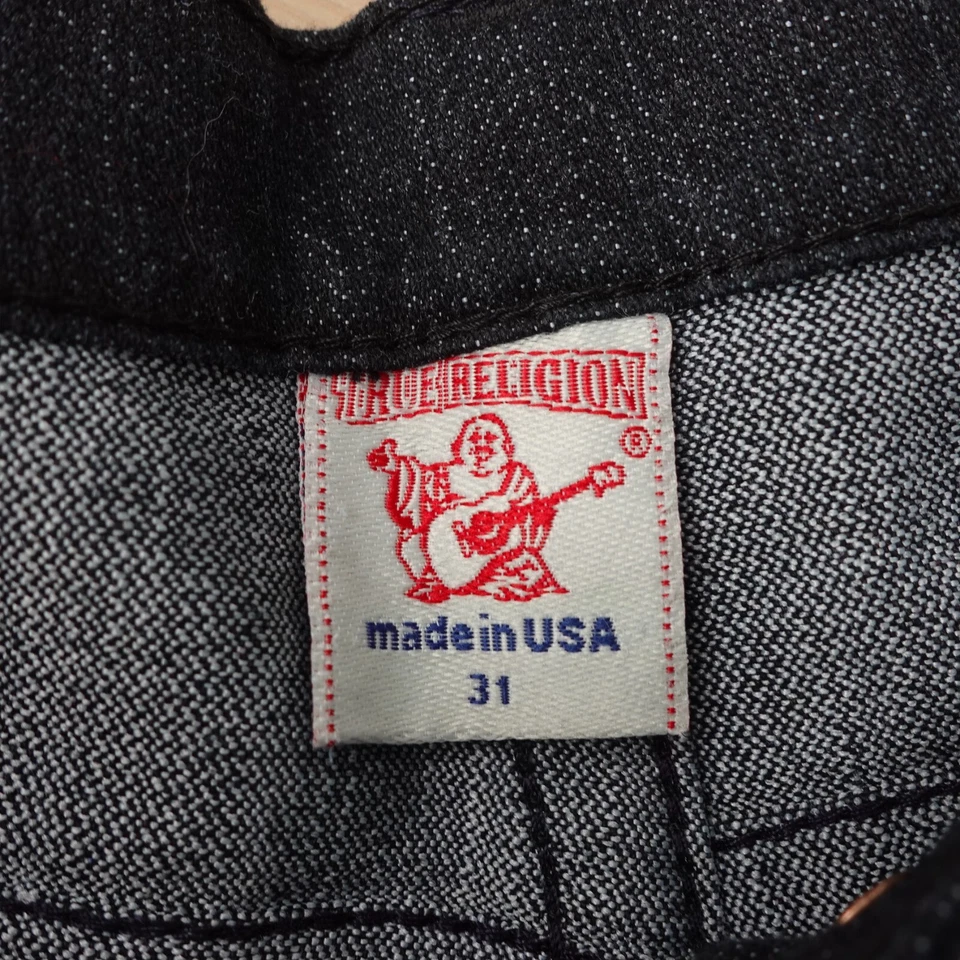 TRUE RELIGION
®
made in USA
31